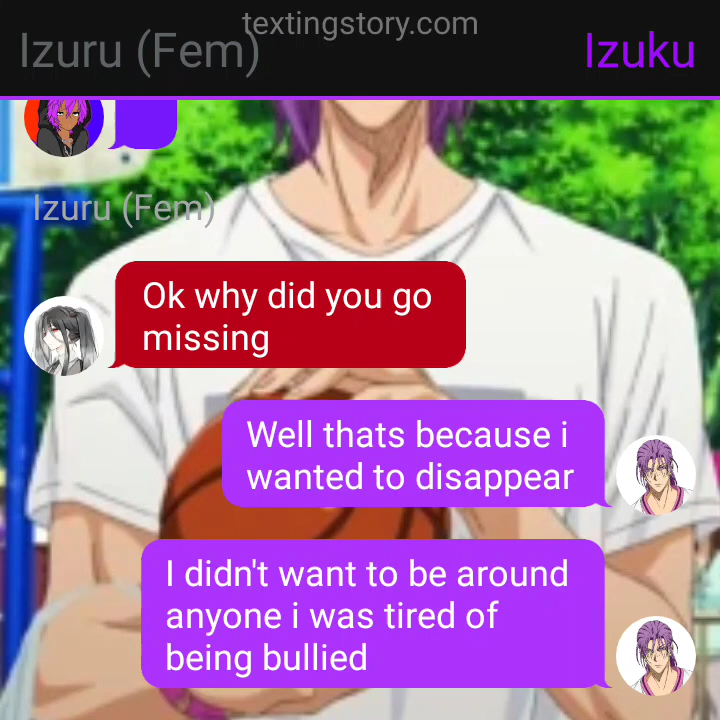 textingstory.com
Izuru (Fem)
Izuku
Izuru (Fem)
Ok why did you go
missing
Well thats because i
wanted to disappear
I didn't want to be around
anyone i was tired of
being bullied